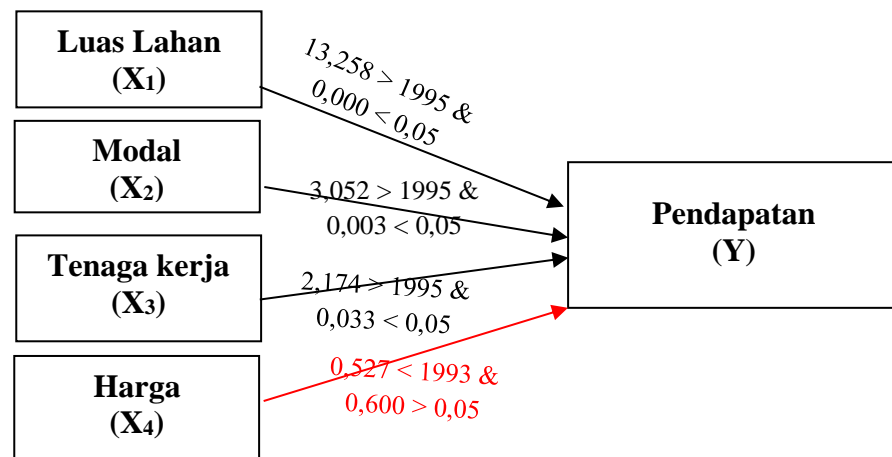 Luas Lahan
(X1)
13,258 > 1995 &
0,000 < 0,05
Modal
(X2)
3,052 > 1995 &
0,003 < 0,05
Pendapatan
(Y)
Tenaga kerja
(X3)
2,174 > 1995 &
0,033 < 0,05
Harga
(X4)
0,527 < 1993 &
0,600 > 0,05